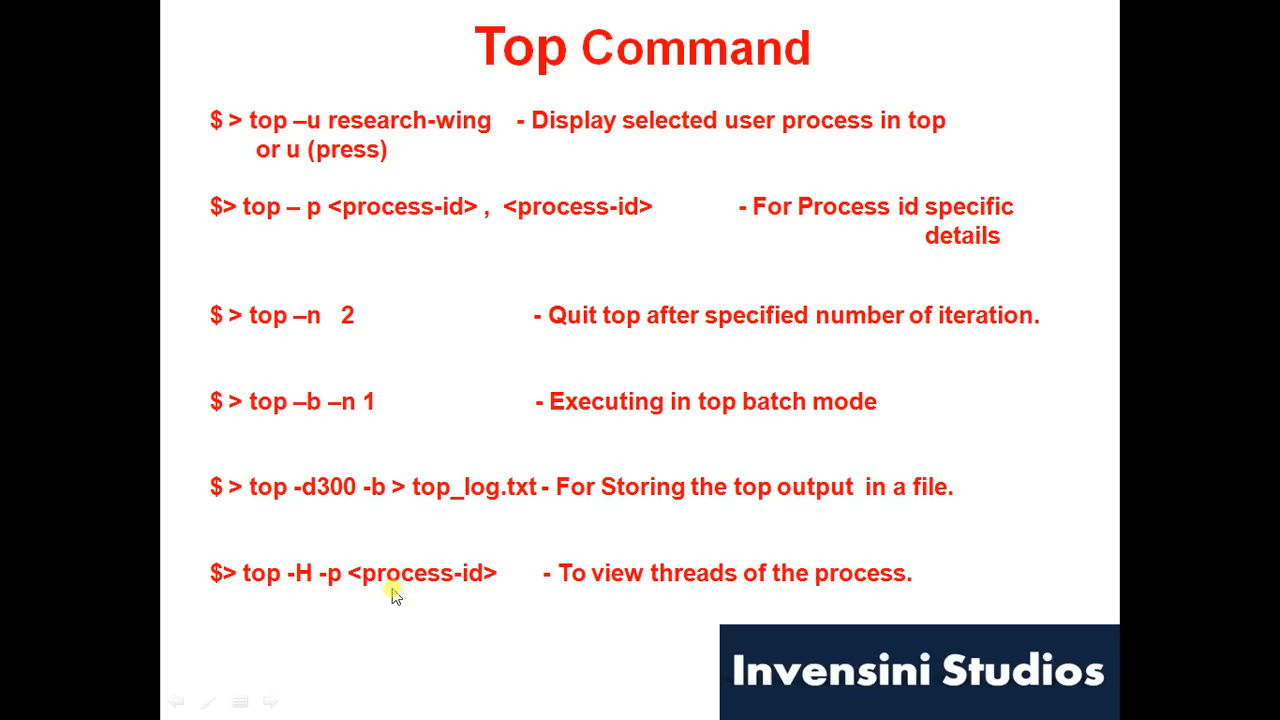 Top Command
$ > top –u research-wing - Display selected user process in top
or u (press)
$> top – p <process-id> , <process-id> - For Process id specific
details
$ > top –n 2 - Quit top after specified number of iteration.
$ > top –b –n 1 - Executing in top batch mode
$ > top -d300 -b > top_log.txt - For Storing the top output in a file.
$> top -H -p <process-id> - To view threads of the process.
Invensini Studios